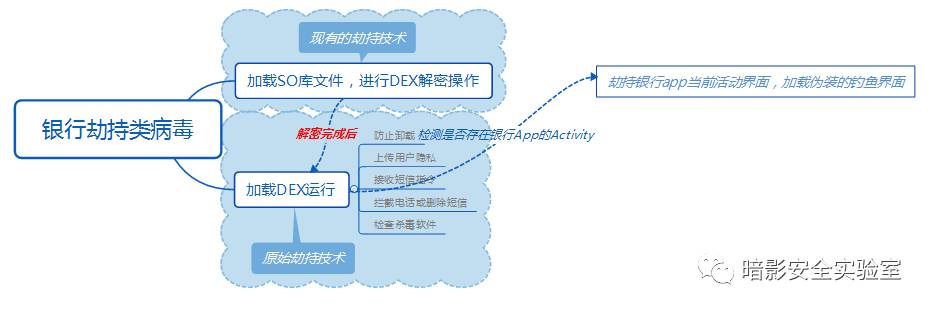 现有的劫持技术
加载SO库文件，进行DEX解密操作
劫持银行app当前活动界面，加载伪装的钓鱼界面
银行劫持类病毒
解密完成后
防止卸载
检测是否存在银行App的Activity
上传用户隐私
加载DEX运行
接收短信指令
拦截电话或删除短信
检查杀毒软件
原始劫持技术
暗影安全实验室